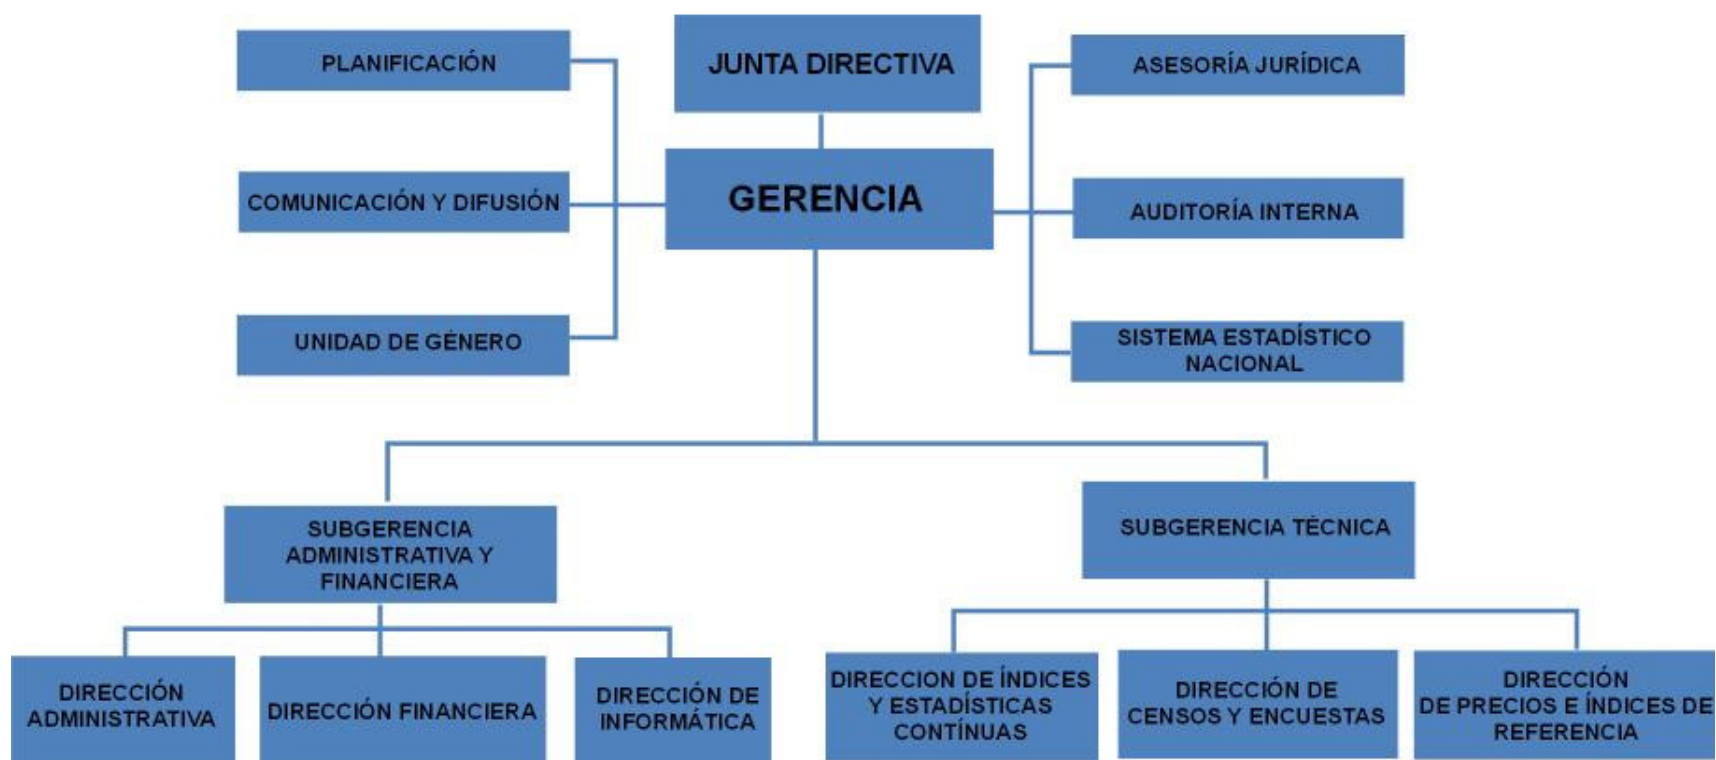 PLANIFICACIÓN
JUNTA DIRECTIVA
ASESORÍA JURÍDICA
COMUNICACIÓN Y DIFUSIÓN
GERENCIA
AUDITORÍA INTERNA
UNIDAD DE GÉNERO
SISTEMA ESTADÍSTICO
NACIONAL
SUBGERENCIA
ADMINISTRATIVA Y
FINANCIERA
SUBGERENCIA TÉCNICA
DIRECCIÓN
ADMINISTRATIVA
DIRECCIÓN FINANCIERA
DIRECCIÓN DE
INFORMÁTICA
DIRECCION DE ÍNDICES
Y ESTADÍSTICAS
CONTÍNUAS
DIRECCIÓN DE
CENSOS Y ENCUESTAS
DIRECCIÓN
DE PRECIOS E ÍNDICES DE
REFERENCIA